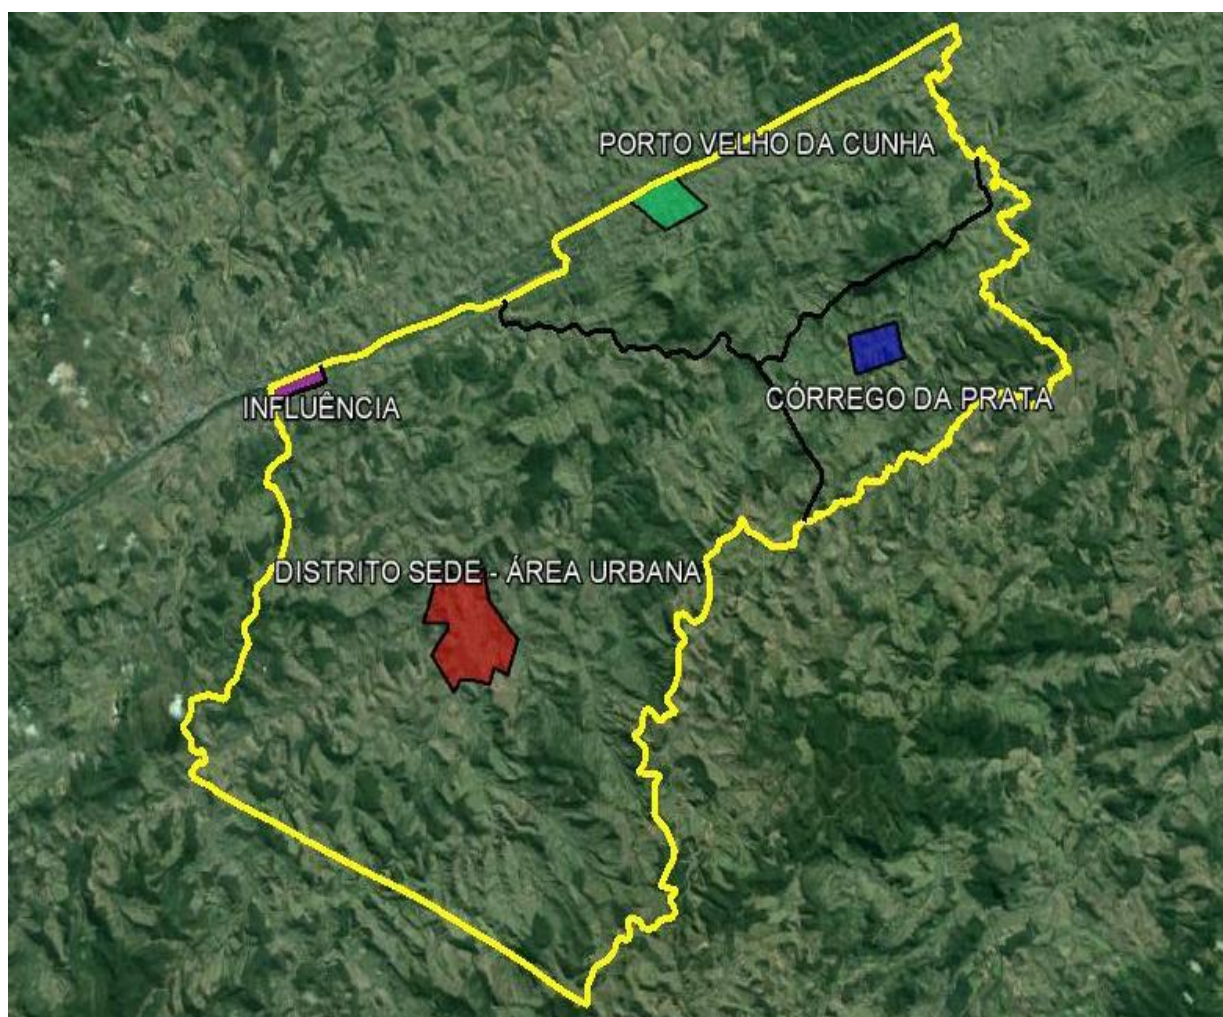 PORTO VELHO DA CUNHA
INFLUÊNCIA
CÓRREGO DA PRATA
DISTRITO SEDE - ÁREA URBANA